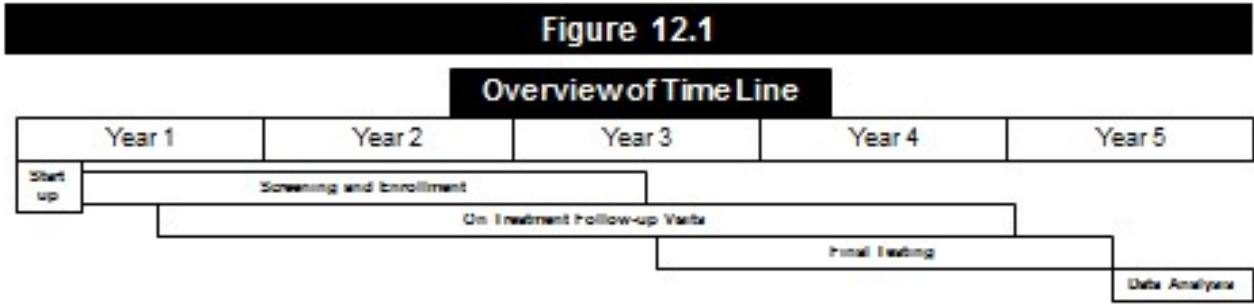 Figure 12.1
Overview of Time Line
Year 1 Year 2 Year 3 Year 4 Year 5
Start
up
Screening and Enrollment
On Treatment Follow-up Visits
Final Testing
Data Analyses